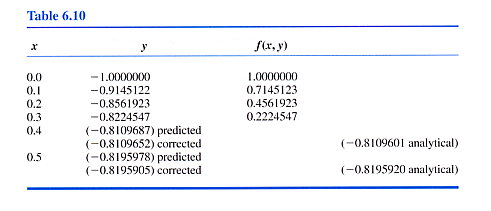 Table 6.10
x y f(x, y)
0.0 −1.0000000 1.0000000
0.1 −0.9145122 0.7145123
0.2 −0.8561923 0.4561923
0.3 −0.8224547 0.2224547
0.4 (−0.8109687) predicted
(−0.8109652) corrected (−0.8109601 analytical)
0.5 (−0.8195978) predicted
(−0.8195905) corrected (−0.8195920 analytical)